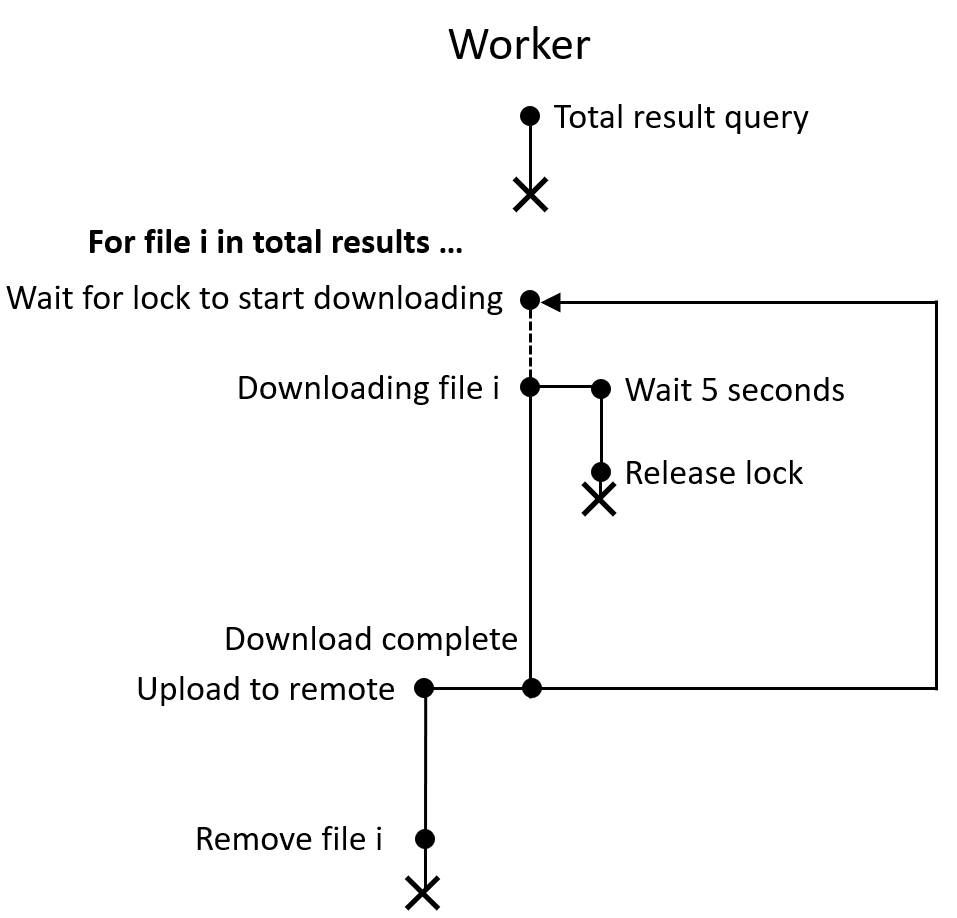 Worker
Total result query
For file i in total results ...
Wait for lock to start downloading
Downloading file i
Wait 5 seconds
Release lock
Download complete
Upload to remote
Remove file i